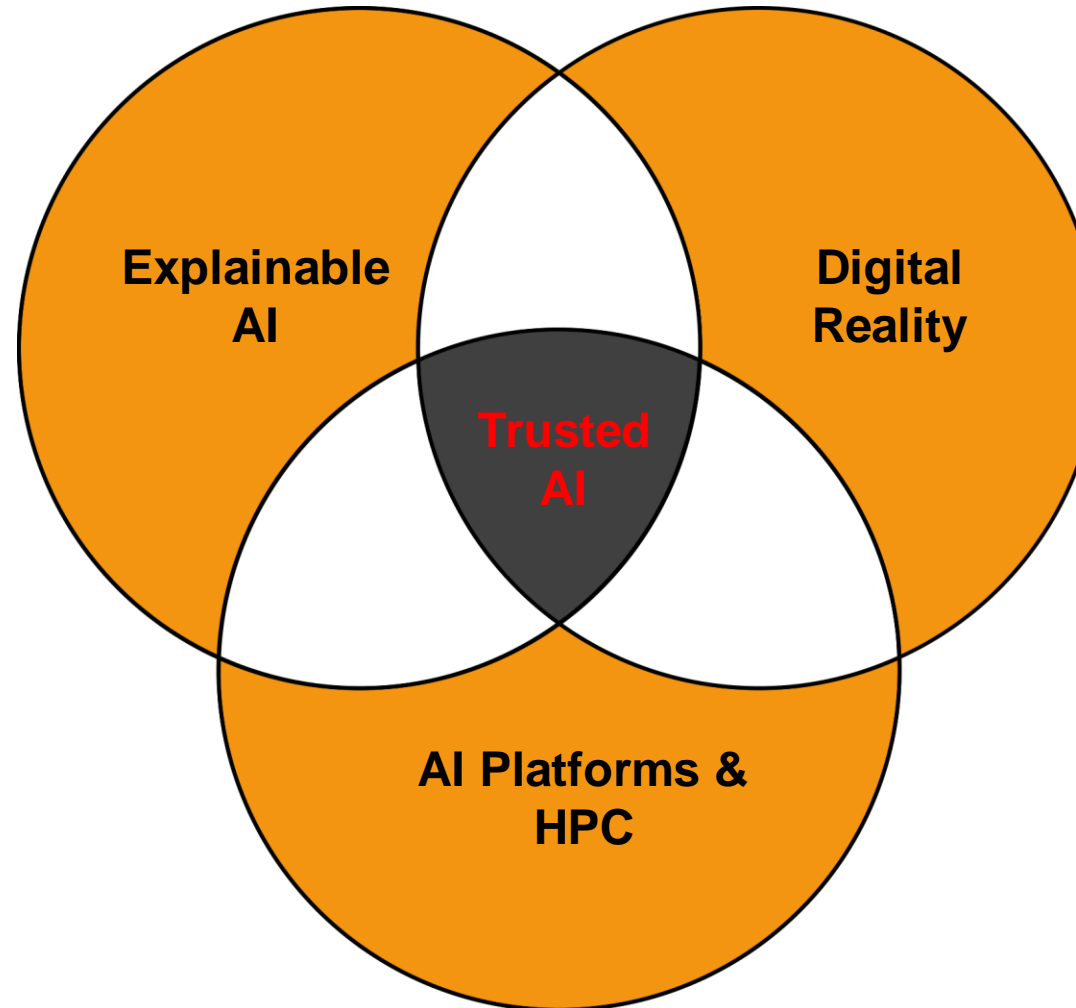 Explainable
AI
Digital
Reality
Trusted
AI
AI Platforms &
HPC